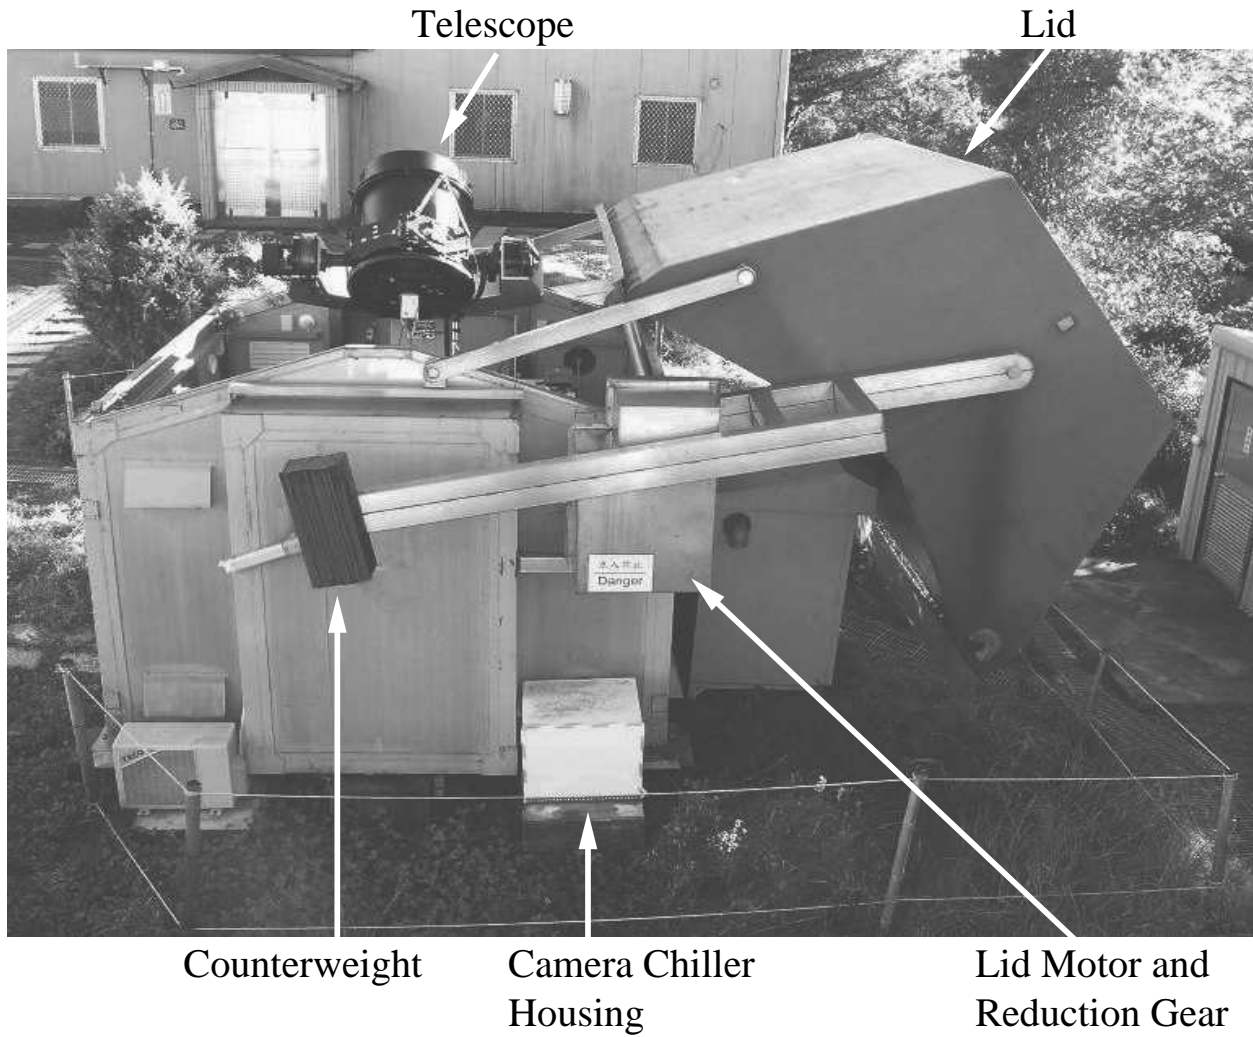 Telescope
Lid
Danger
Counterweight
Camera Chiller
Housing
Lid Motor and
Reduction Gear